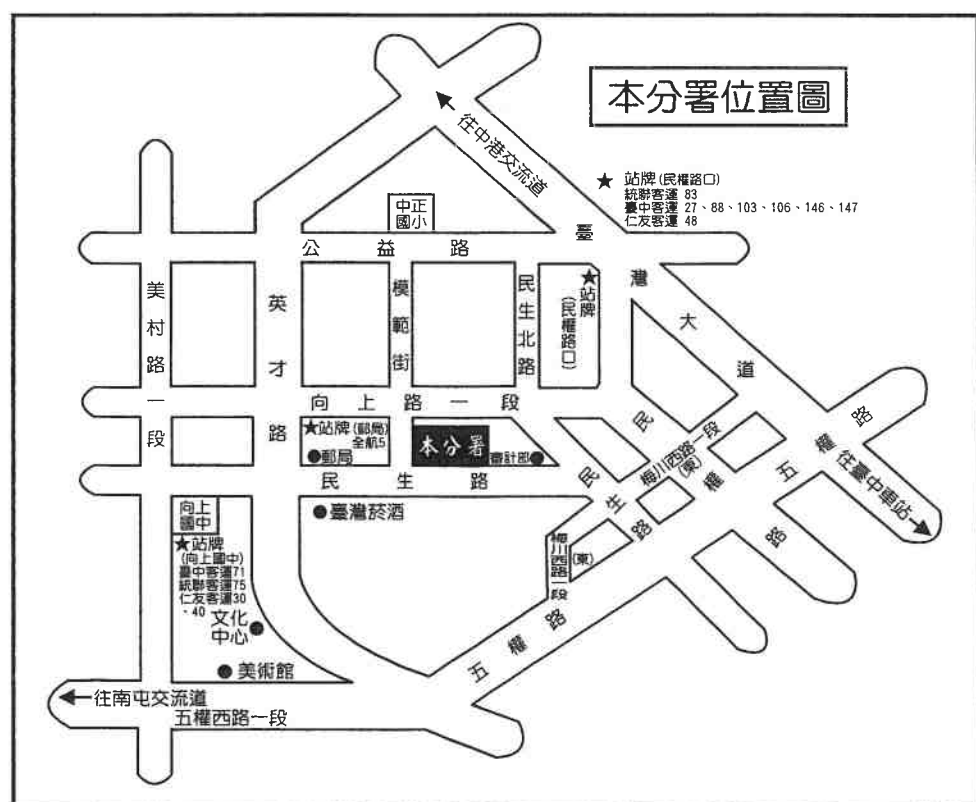 本分署位置圖
往中港交流道
★ 站牌(民權路口)
統聯客運 83
臺中客運 27、88、103、106、146、147
仁友客運 48
中正
國小
公益路
臺灣大道
美村路一段
英才路
模範街
民生北路
★站牌
(民權路口)
向上路一段
★站牌(郵局)
全航5
●郵局
本分署
審計部●
民生路
民權路
民生路
梅川西路一段
(東)
五權路
往臺中車站
向上
國中
★站牌
(向上國中)
臺中客運71
統聯客運75
仁友客運30
、40
文化
中心●
●美術館
●臺灣菸酒
梅川西路一段
(東)
五權路
往南屯交流道
五權西路一段